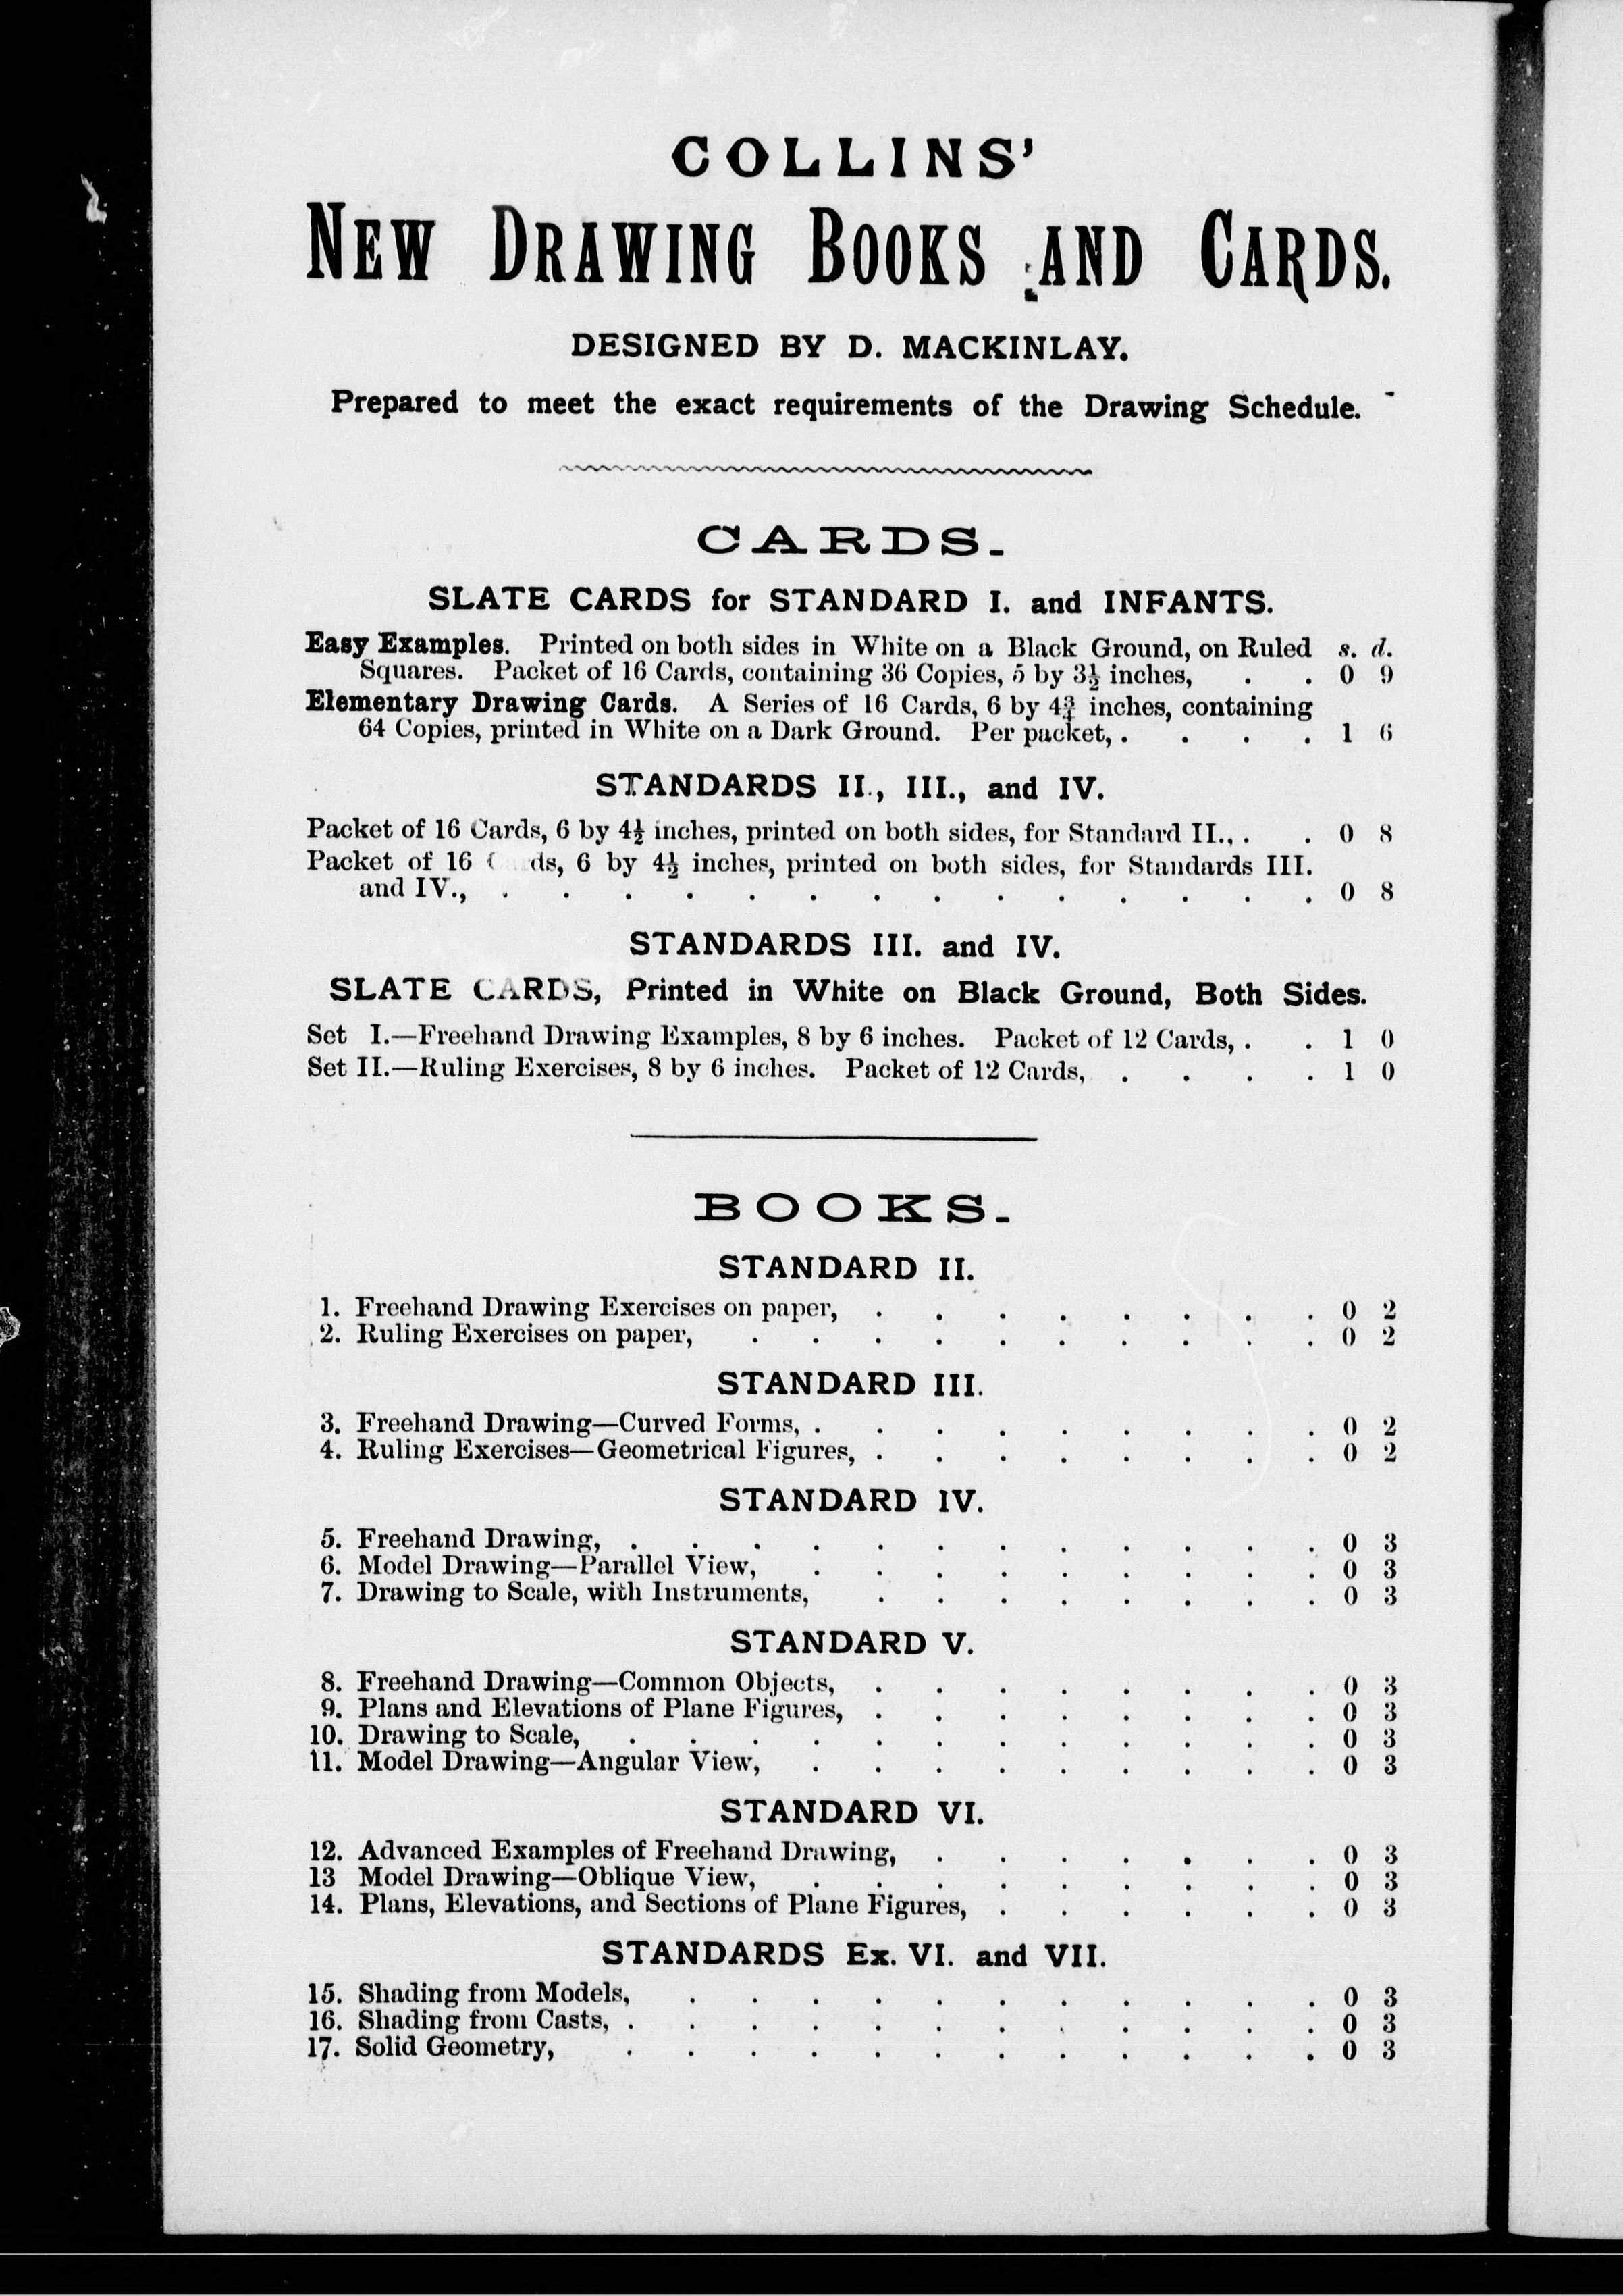 COLLINS'
NEW DRAWING BOOKS AND CARDS.
DESIGNED BY D. MACKINLAY.
Prepared to meet the exact requirements of the Drawing Schedule.
CARDS.
SLATE CARDS for STANDARD I. and INFANTS.
Easy Examples. Printed on both sides in White on a Black Ground, on Ruled s. d.
Squares. Packet of 16 Cards, containing 36 Copies, 5 by 3½ inches, . . 0 9
Elementary Drawing Cards. A Series of 16 Cards, 6 by 4¾ inches, containing
64 Copies, printed in White on a Dark Ground. Per packet, . . . . 1 6
STANDARDS II., III., and IV.
Packet of 16 Cards, 6 by 4½ inches, printed on both sides, for Standard II., . . 0 8
Packet of 16 C ds, 6 by 4½ inches, printed on both sides, for Standards III.
and IV., . . . . . . . . . . . . . . 0 8
STANDARDS III. and IV.
SLATE CARDS, Printed in White on Black Ground, Both Sides.
Set I.—Freehand Drawing Examples, 8 by 6 inches. Packet of 12 Cards, . . 1 0
Set II.—Ruling Exercises, 8 by 6 inches. Packet of 12 Cards, . . . . 1 0
BOOKS.
STANDARD II.
1. Freehand Drawing Exercises on paper, . . . . . . . . 0 2
2. Ruling Exercises on paper, . . . . . . . . . . 0 2
STANDARD III.
3. Freehand Drawing—Curved Forms, . . . . . . . . . 0 2
4. Ruling Exercises—Geometrical Figures, . . . . . . . . 0 2
STANDARD IV.
5. Freehand Drawing, . . . . . . . . . . . . 0 3
6. Model Drawing—Parallel View, . . . . . . . . . 0 3
7. Drawing to Scale, with Instruments, . . . . . . . . 0 3
STANDARD V.
8. Freehand Drawing—Common Objects, . . . . . . . . 0 3
9. Plans and Elevations of Plane Figures, . . . . . . . . 0 3
10. Drawing to Scale, . . . . . . . . . . . . 0 3
11. Model Drawing—Angular View, . . . . . . . . . 0 3
STANDARD VI.
12. Advanced Examples of Freehand Drawing, . . . . . . . 0 3
13 Model Drawing—Oblique View, . . . . . . . . . 0 3
14. Plans, Elevations, and Sections of Plane Figures, . . . . . . 0 3
STANDARDS Ex. VI. and VII.
15. Shading from Models, . . . . . . . . . . . 0 3
16. Shading from Casts, . . . . . . . . . . . . 0 3
17. Solid Geometry, . . . . . . . . . . . . 0 3